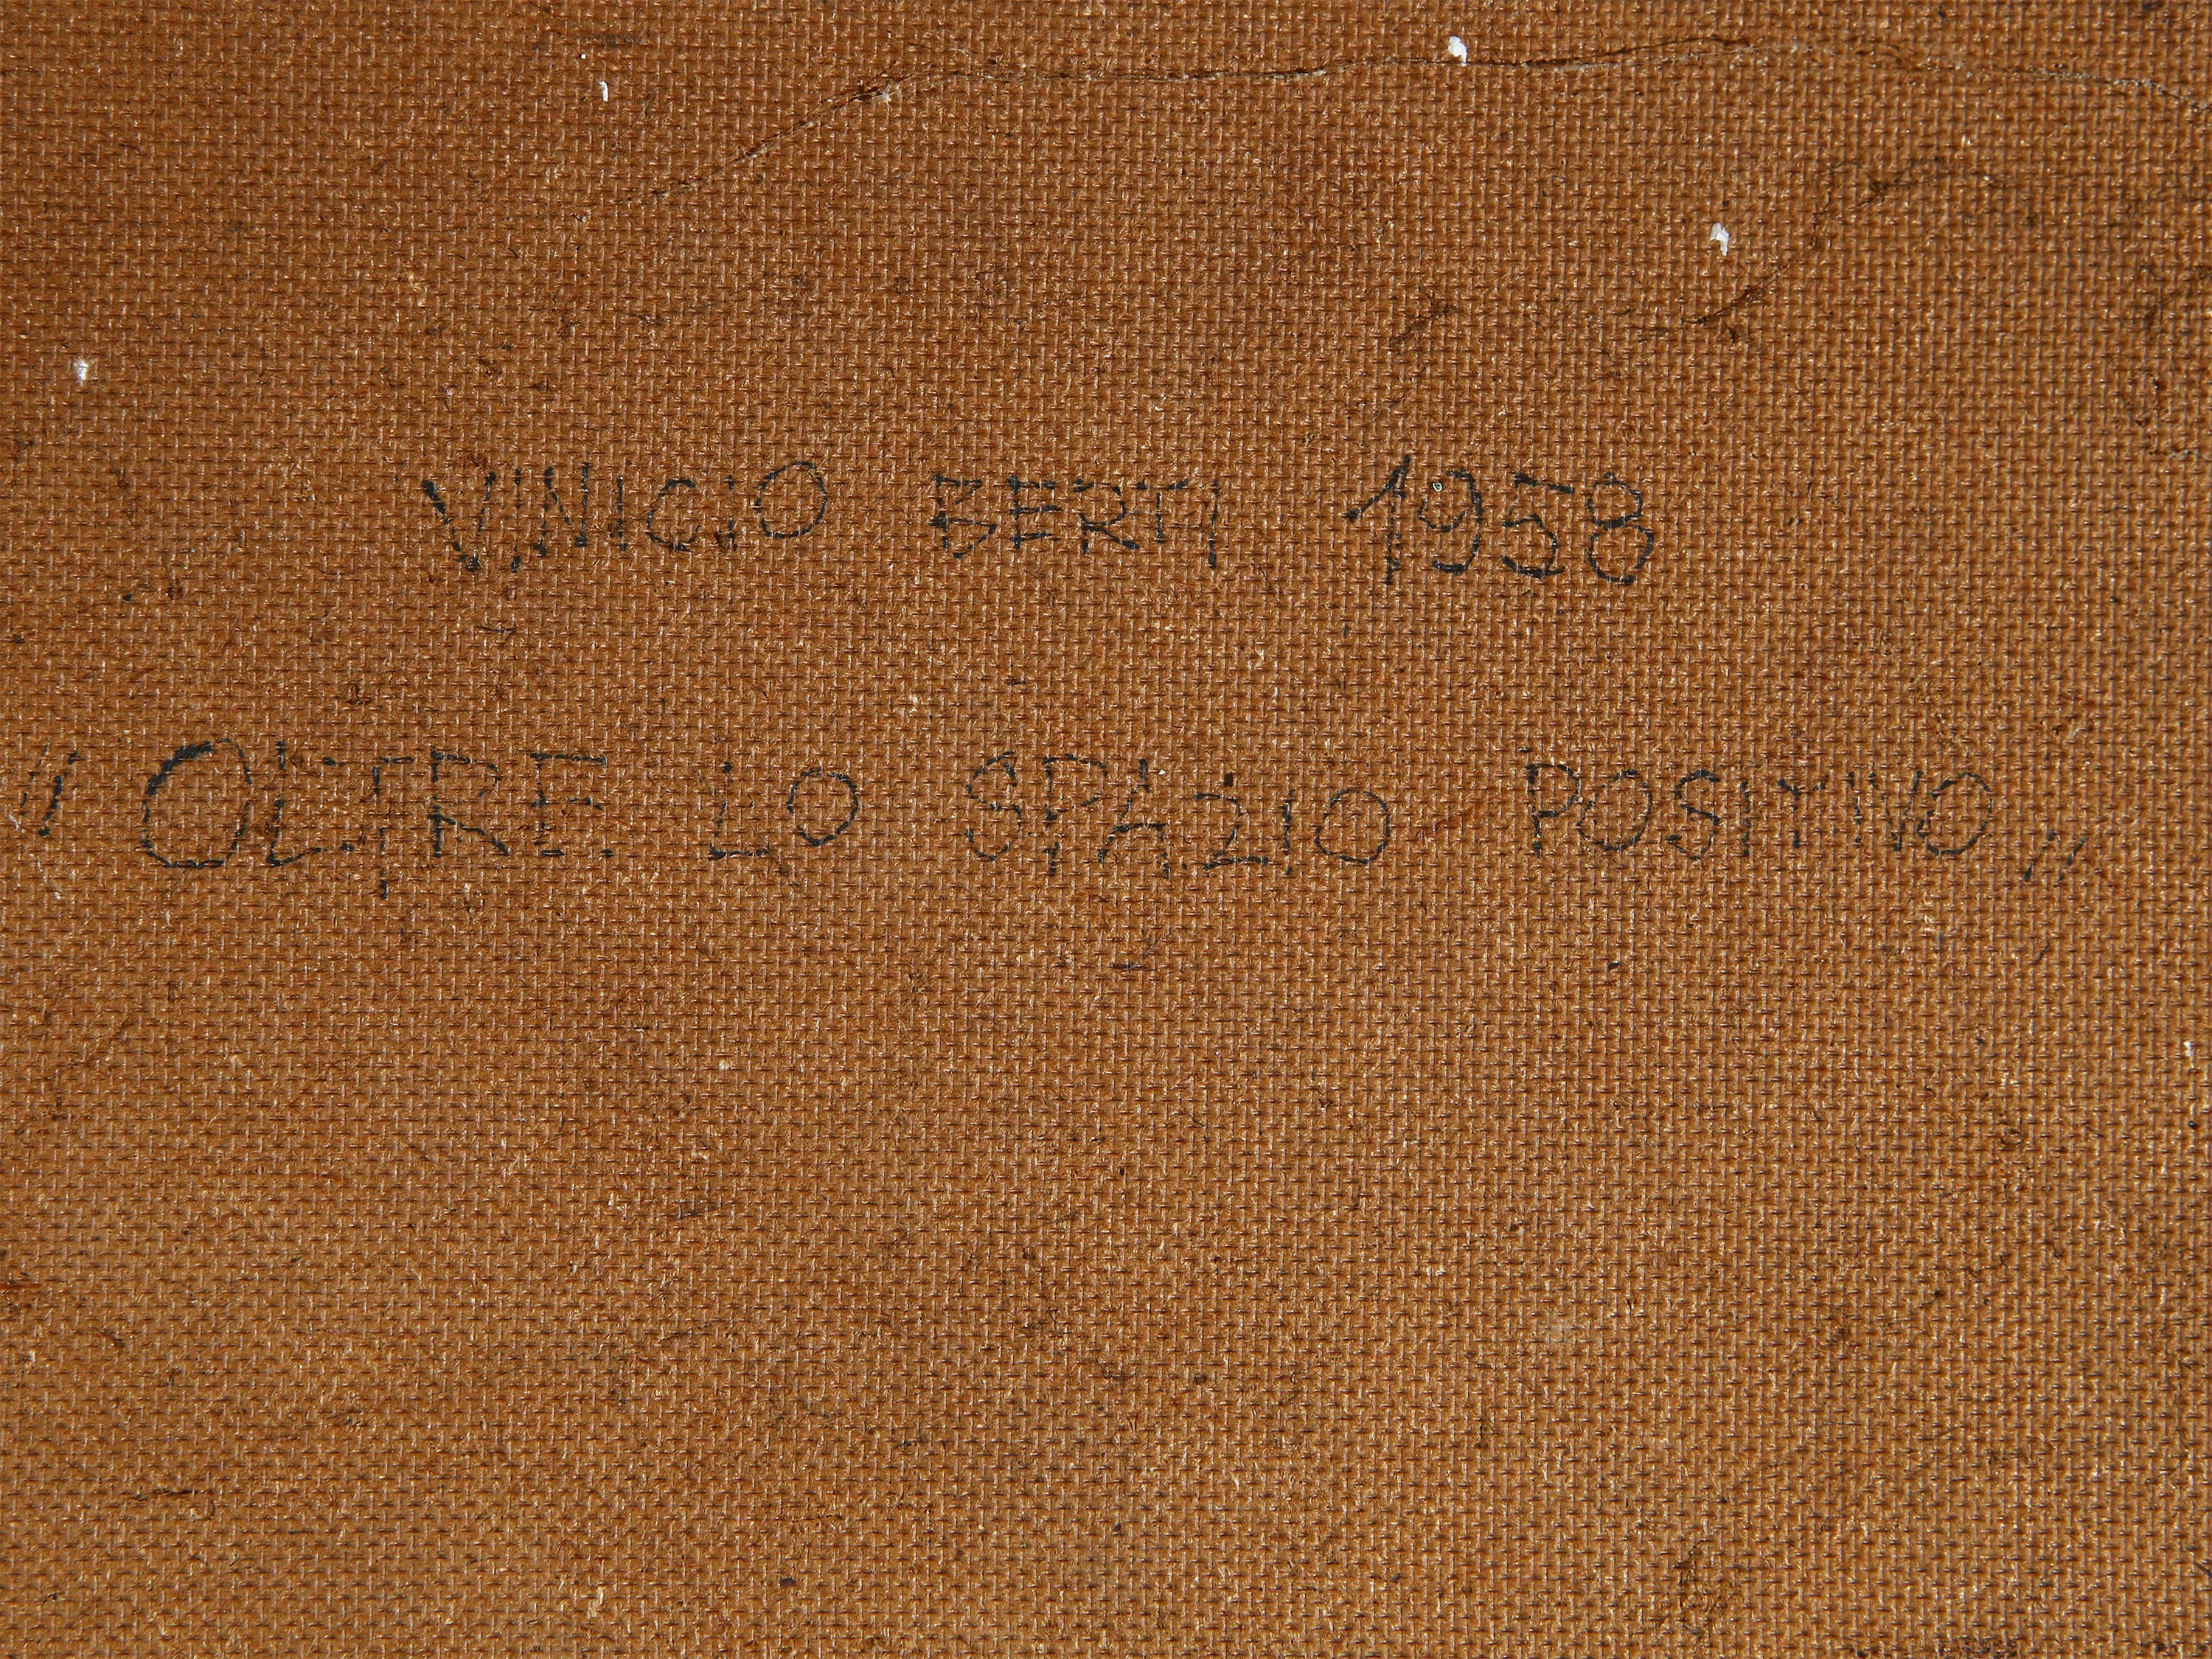 VINICIO BERTI 1958
"OLTRE LO SPAZIO POSITIVO"